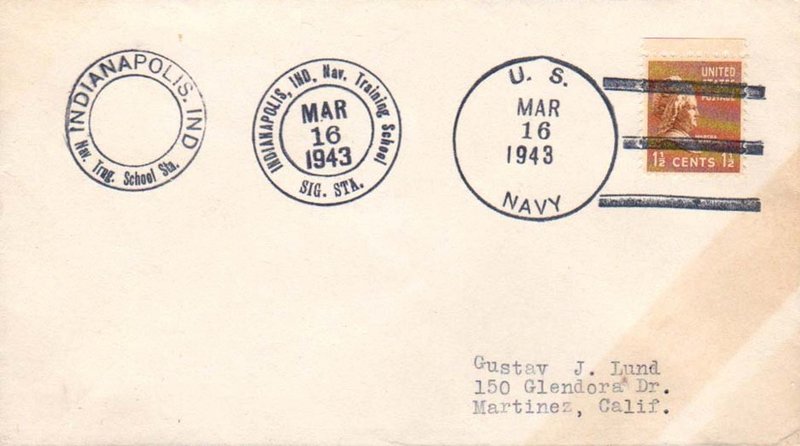 INDIANAPOLIS, IND
N. Nav. Trng. School Sta.
INDIANAPOLIS, IND. Nav. Training School
MAR
16
1943
SIG. STA.
U. S.
MAR
16
1943
NAVY
UNITED
STATES
POSTAGE
MARTHA
1½ CENTS 1½
Gustav J. Lund
150 Glendora Dr.
Martinez, Calif.